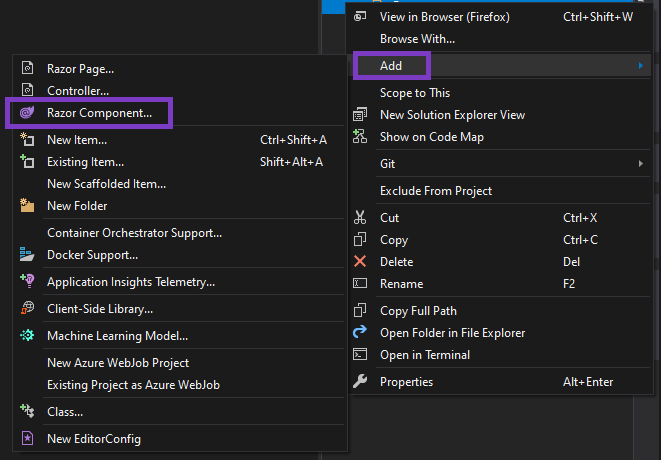 View in Browser (Firefox) Ctrl+Shift+W
Browse With...
Add
Scope to This
New Solution Explorer View
Show on Code Map
Git
Exclude From Project
Cut Ctrl+X
Copy Ctrl+C
Delete Del
Rename F2
Copy Full Path
Open Folder in File Explorer
Open in Terminal
Properties Alt+Enter
Razor Page...
Controller...
Razor Component...
New Item... Ctrl+Shift+A
Existing Item... Shift+Alt+A
New Scaffolded Item...
New Folder
Container Orchestrator Support...
Docker Support...
Application Insights Telemetry...
Client-Side Library...
Machine Learning Model...
New Azure WebJob Project
Existing Project as Azure WebJob
Class...
New EditorConfig